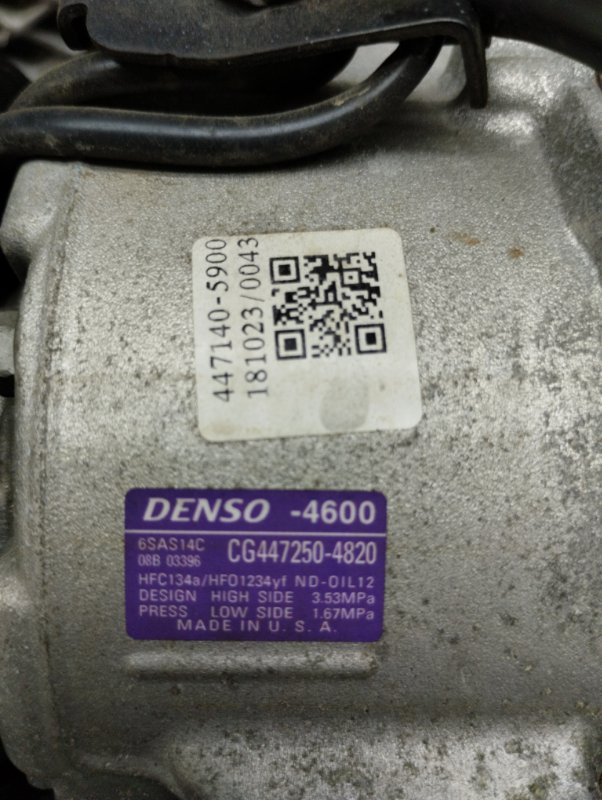 447140-5900
181023/0043
DENSO -4600
6SAS14C CG447250-4820
08B 03396
HFC134a/HFO1234yf ND-OIL12
DESIGN HIGH SIDE 3.53MPa
PRESS LOW SIDE 1.67MPa
MADE IN U. S. A.